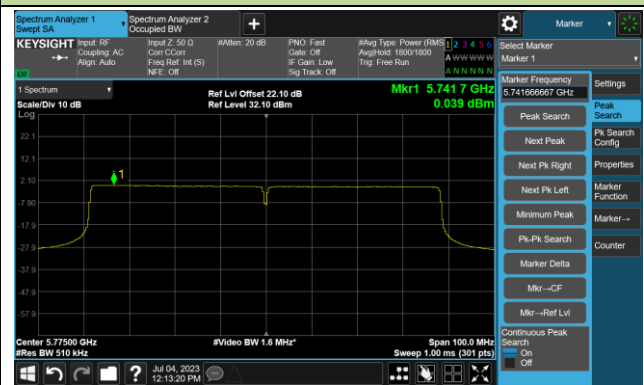 Spectrum Analyzer 1
Swept SA
Spectrum Analyzer 2
Occupied BW
+
Marker
KEYSIGHT
Input: RF
Coupling: AC
Align: Auto
Input Z: 50 Ω
Corr CCorr
Freq Ref: Int (S)
NFE: Off
#Atten: 20 dB
PNO: Fast
Gate: Off
IF Gain: Low
Sig Track: Off
#Avg Type: Power (RMS
Avg|Hold: 1800/1800
Trig: Free Run
1 2 3 4 5 6
A W W W W W
A N N N N N
LXI
Select Marker
Marker 1
1 Spectrum
Scale/Div 10 dB
Log
Ref Lvl Offset 22.10 dB
Ref Level 32.10 dBm
Mkr1 5.741 7 GHz
0.039 dBm
22.1
12.1
2.10
-7.90
-17.9
-27.9
-37.9
-47.9
-57.9
1
Center 5.77500 GHz
#Res BW 510 kHz
#Video BW 1.6 MHz*
Span 100.0 MHz
Sweep 1.00 ms (301 pts)
Marker Frequency
5.741666667 GHz
Peak Search
Next Peak
Next Pk Right
Next Pk Left
Minimum Peak
Pk-Pk Search
Marker Delta
Mkr→CF
Mkr→Ref Lvl
Continuous Peak
Search
On
Off
Settings
Peak
Search
Pk Search
Config
Properties
Marker
Function
Marker→
Counter
?
Jul 04, 2023
12:13:20 PM